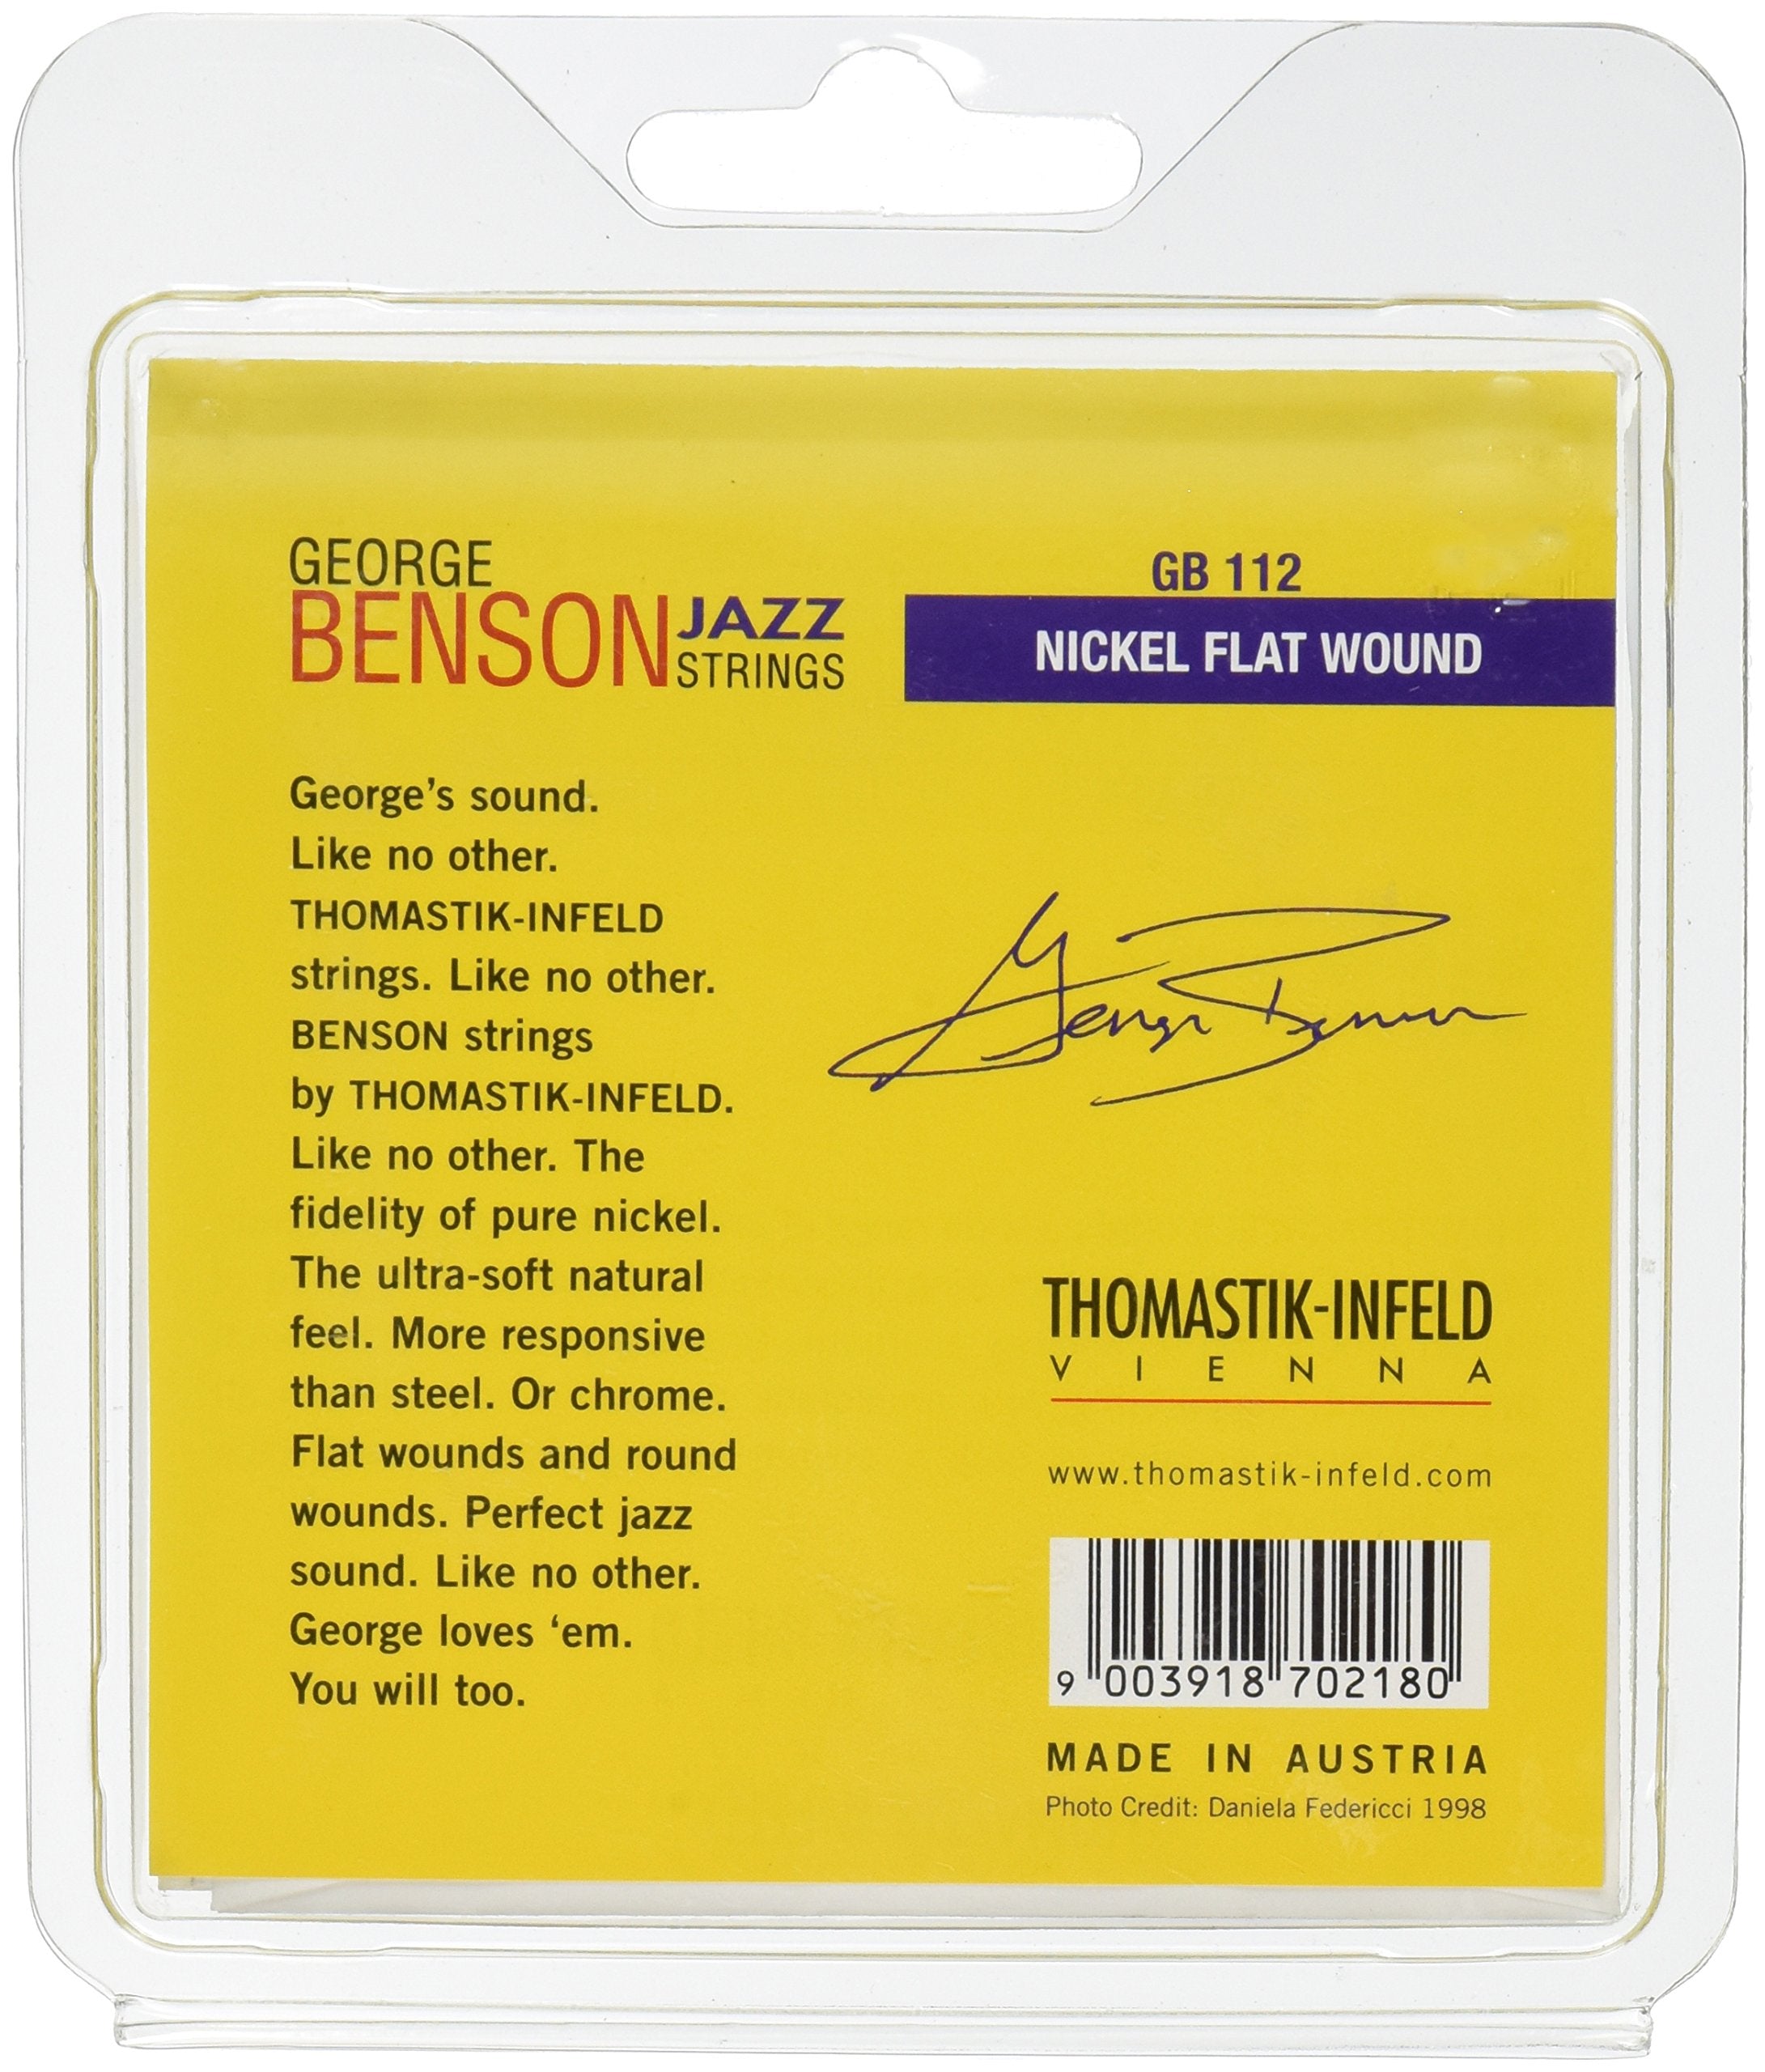 GEORGE
BENSON JAZZ
STRINGS
GB 112
NICKEL FLAT WOUND
George's sound.
Like no other.
THOMASTIK-INFELD
strings. Like no other.
BENSON strings
by THOMASTIK-INFELD.
Like no other. The
fidelity of pure nickel.
The ultra-soft natural
feel. More responsive
than steel. Or chrome.
Flat wounds and round
wounds. Perfect jazz
sound. Like no other.
George loves ‘em.
You will too.
George Benson
THOMASTIK-INFELD
VIENNA
www.thomastik-infeld.com
9 003918 702180
MADE IN AUSTRIA
Photo Credit: Daniela Federicci 1998